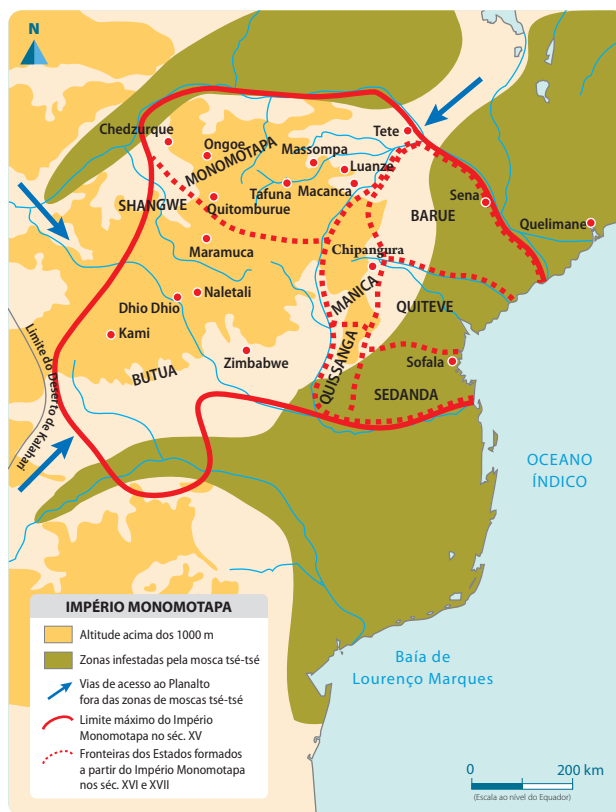 N
Chedzurque
Ongoe
MONOMOTAPA
Massompa
Tete
Luanze
SHANGWE
Quitomburue
Tafuna
Macanca
BARUE
Sena
Quelimane
Maramuca
Chipangura
MANICA
Naletali
Dhio Dhio
QUITEVE
Kami
Zimbabwe
BUTUA
QUISSANGA
Sofala
SEDANDA
Limite do Deserto de Kalahari
OCEANO
ÍNDICO
Baía de
Lourenço Marques
IMPÉRIO MONOMOTAPA
Altitude acima dos 1000 m
Zonas infestadas pela mosca tsé-tsé
Vias de acesso ao Planalto
fora das zonas de moscas tsé-tsé
Limite máximo do Império
Monomotapa no séc. XV
Fronteiras dos Estados formados
a partir do Império Monomotapa
nos séc. XVI e XVII
0 200 km
(Escala ao nível do Equador)